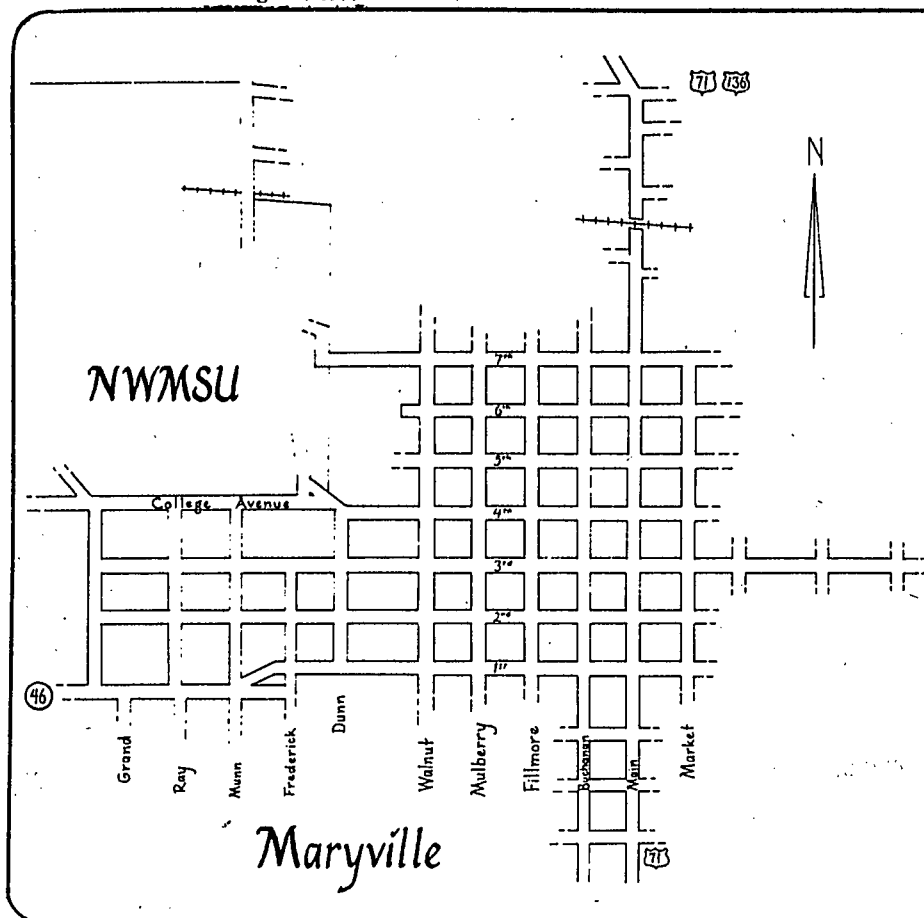 71 136
N
NWMSU
7th
6th
5th
College Avenue
4th
3rd
2nd
1st
46
Grand
Ray
Munn
Frederick
Dunn
Walnut
Mulberry
Fillmore
Buchanan
Main
Market
Maryville
71